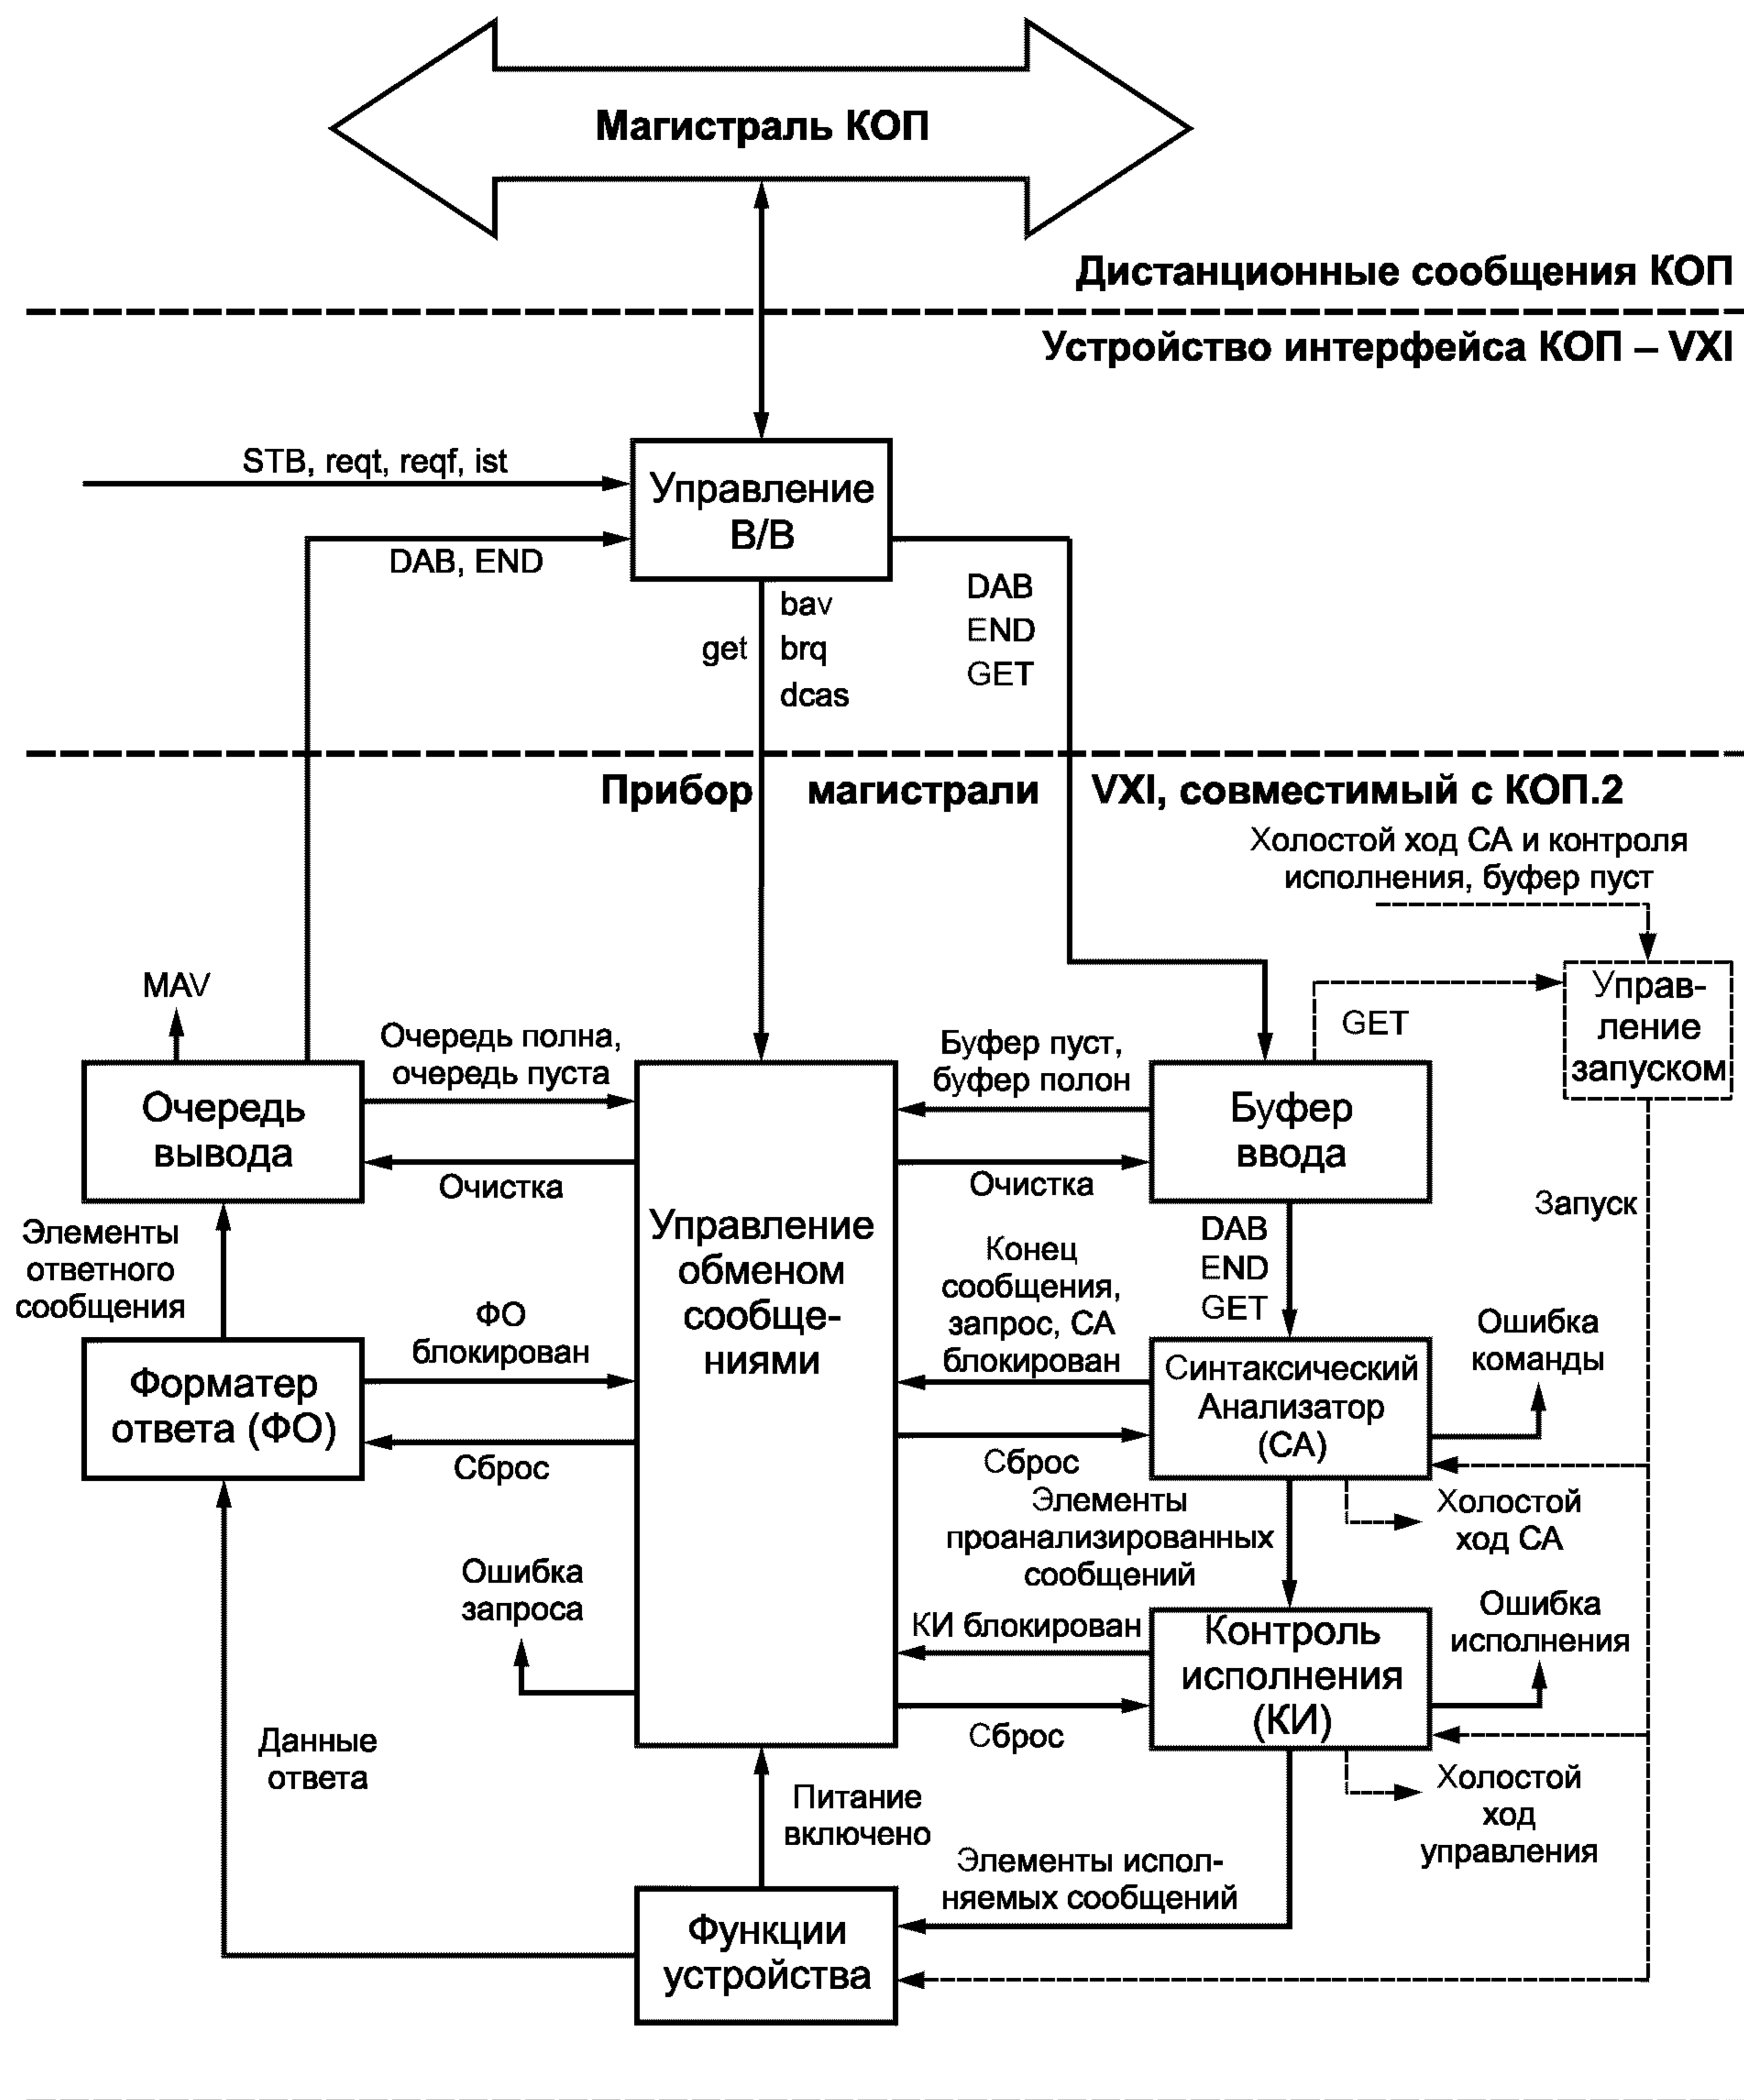 Магистраль КОП
Дистанционные сообщения КОП
Устройство интерфейса КОП – VXI
STB, reqt, reqf, ist
Управление
В/В
DAB, END
get
bav
brq
dcas
DAB
END
GET
Прибор магистрали VXI, совместимый с КОП.2
Холостой ход СА и контроля
исполнения, буфер пуст
MAV
Управ-
ление
запуском
GET
Очередь полна,
очередь пуста
Буфер пуст,
буфер полон
Очередь
вывода
Буфер
ввода
Очистка
Очистка
Запуск
Элементы
ответного
сообщения
Управление
обменом
сообще-
ниями
DAB
END
GET
Конец
сообщения,
запрос, СА
блокирован
ФО
блокирован
Ошибка
команды
Форматер
ответа (ФО)
Синтаксический
Анализатор
(СА)
Сброс
Сброс
Элементы
проанализированных
сообщений
Холостой
ход СА
Ошибка
запроса
КИ блокирован
Контроль
исполнения
(КИ)
Ошибка
исполнения
Сброс
Данные
ответа
Питание
включено
Холостой
ход
управления
Элементы испол-
няемых сообщений
Функции
устройства